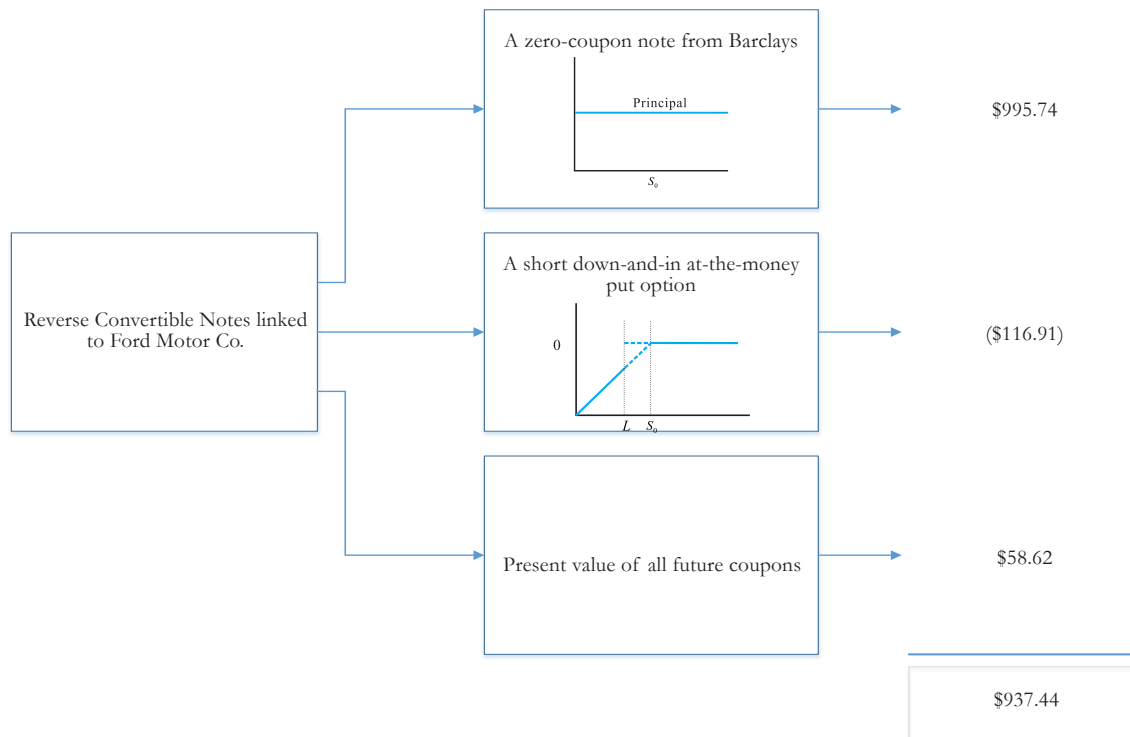 A zero-coupon note from Barclays
Principal
S₀
$995.74
Reverse Convertible Notes linked
to Ford Motor Co.
A short down-and-in at-the-money
put option
0
L S₀
($116.91)
Present value of all future coupons
$58.62
$937.44